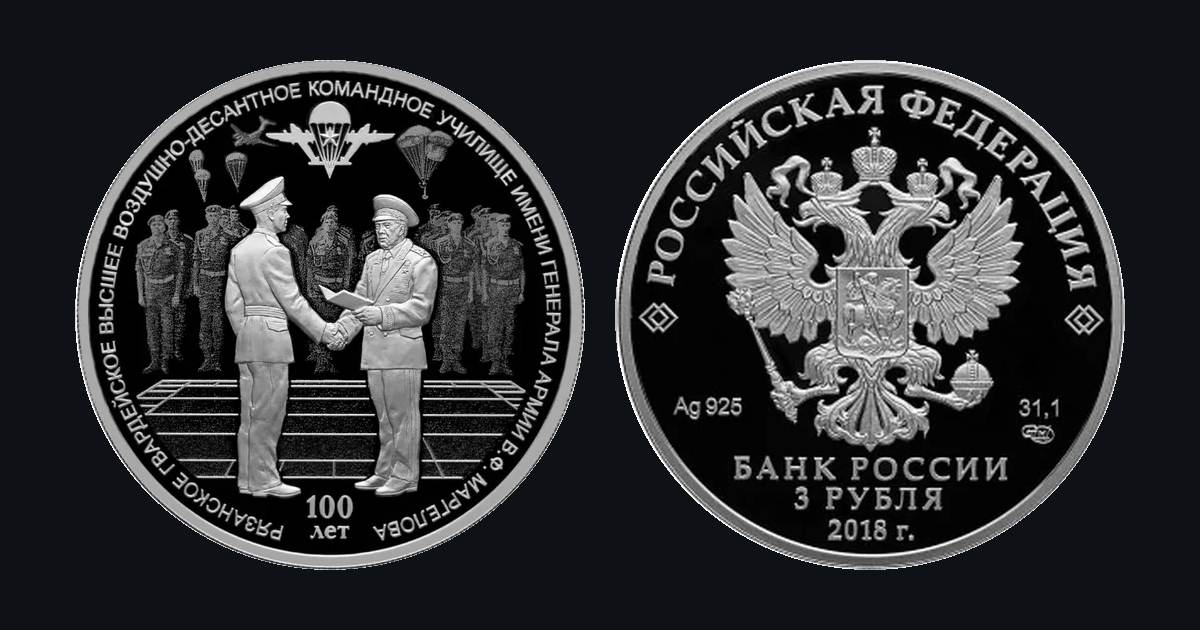 РЯЗАНСКОЕ ГВАРДЕЙСКОЕ ВЫСШЕЕ ВОЗДУШНО-ДЕСАНТНОЕ КОМАНДНОЕ УЧИЛИЩЕ ИМЕНИ ГЕНЕРАЛА АРМИИ В.Ф. МАРГЕЛОВА
100
лет
РОССИЙСКАЯ ФЕДЕРАЦИЯ
Ag 925
31,1
БАНК РОССИИ
3 РУБЛЯ
2018 г.